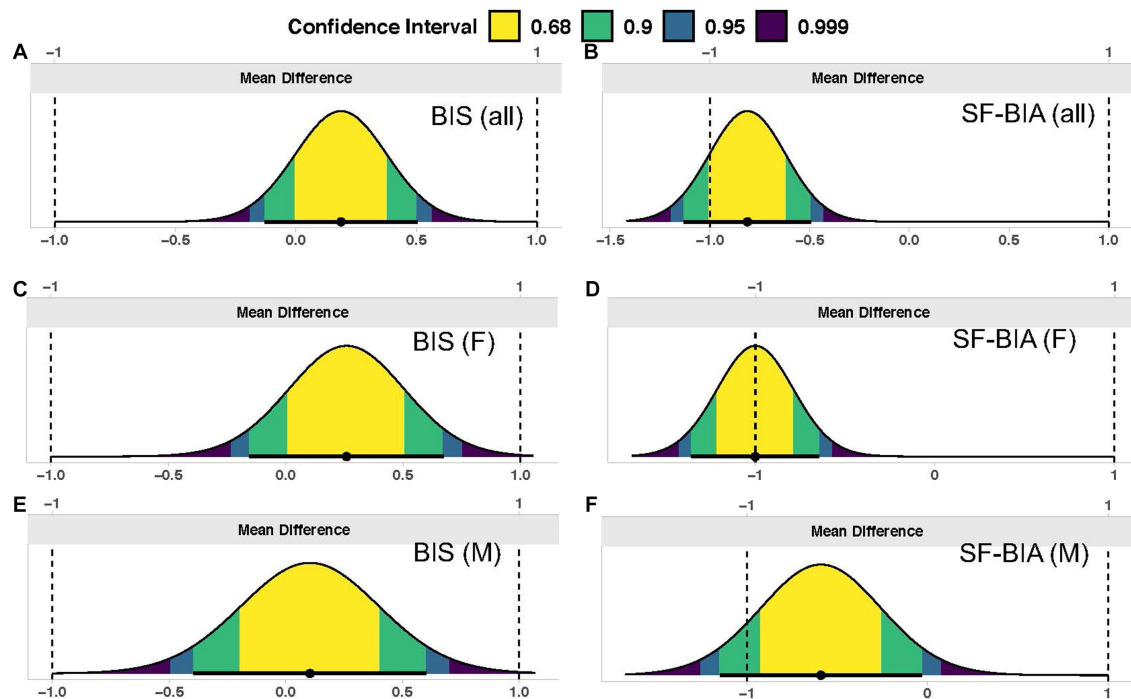 Confidence Interval 0.68 0.9 0.95 0.999
A
−1 1
Mean Difference
BIS (all)
−1.0 −0.5 0.0 0.5 1.0
B
−1 1
Mean Difference
SF-BIA (all)
−1.5 −1.0 −0.5 0.0 0.5 1.0
C
−1 1
Mean Difference
BIS (F)
−1.0 −0.5 0.0 0.5 1.0
D
−1 1
Mean Difference
SF-BIA (F)
−1 0 1
E
−1 1
Mean Difference
BIS (M)
−1.0 −0.5 0.0 0.5 1.0
F
−1 1
Mean Difference
SF-BIA (M)
−1 0 1